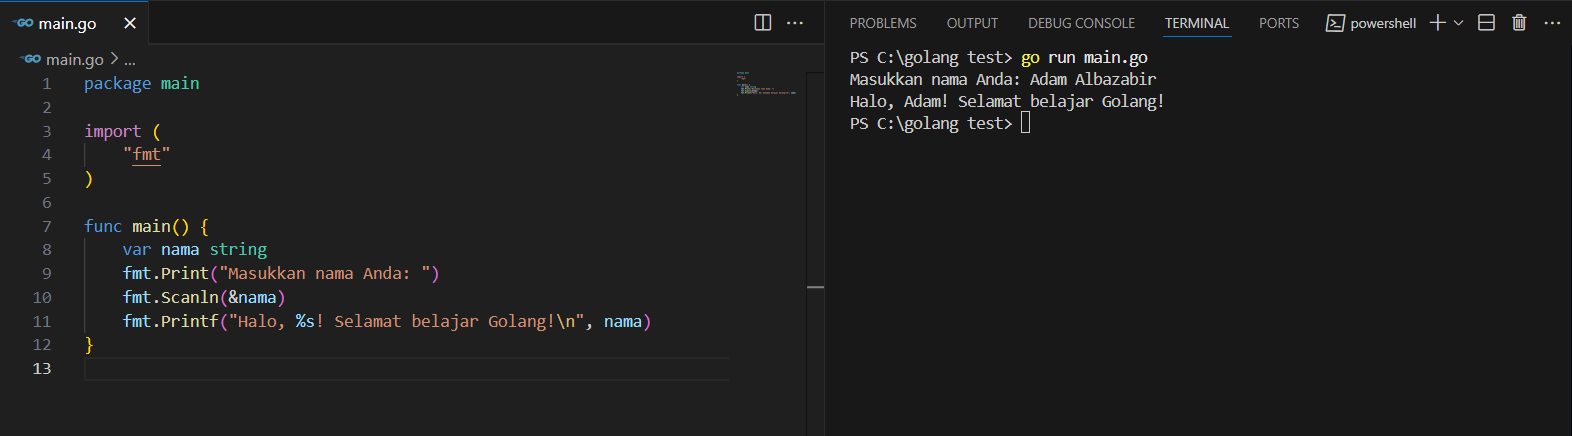 GO main.go
GO main.go > ...
1 package main
2
3 import (
4     "fmt"
5 )
6
7 func main() {
8     var nama string
9     fmt.Print("Masukkan nama Anda: ")
10     fmt.Scanln(&nama)
11     fmt.Printf("Halo, %s! Selamat belajar Golang!\n", nama)
12 }
13
PROBLEMS OUTPUT DEBUG CONSOLE TERMINAL PORTS powershell
PS C:\golang test> go run main.go
Masukkan nama Anda: Adam Albazabir
Halo, Adam! Selamat belajar Golang!
PS C:\golang test>